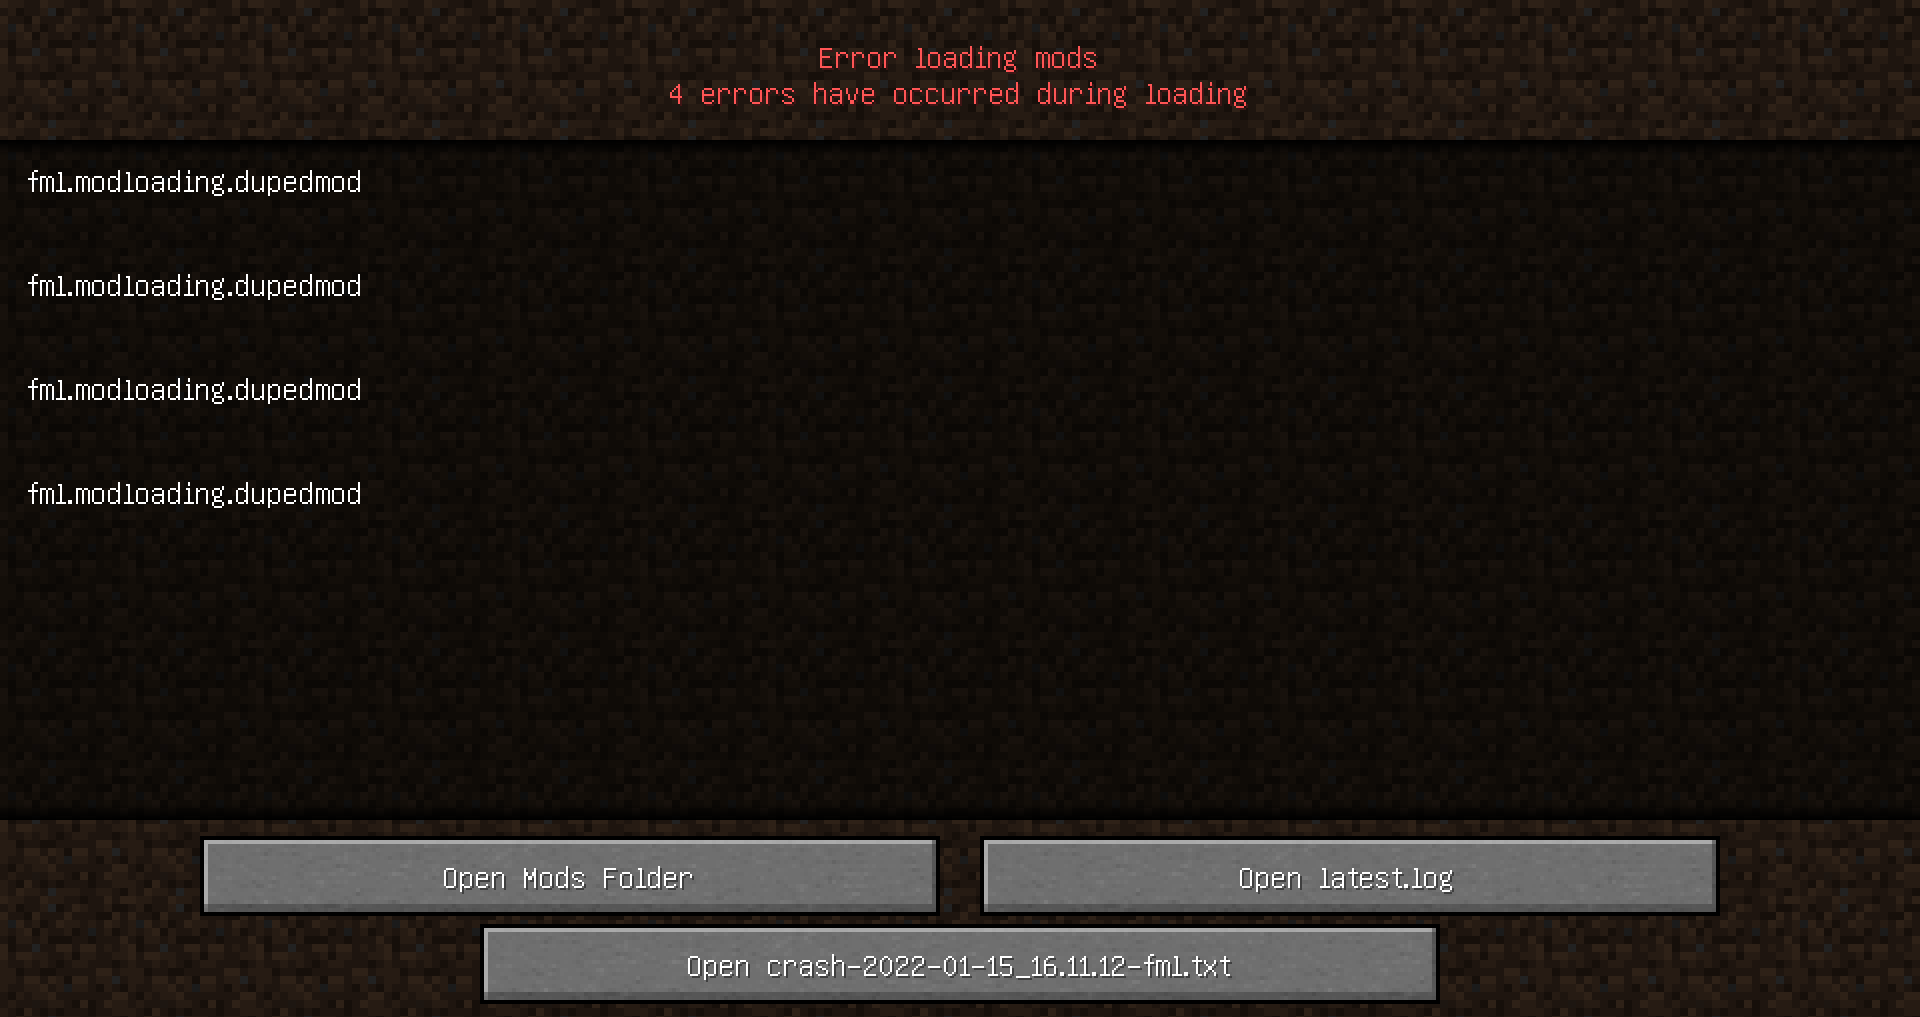 Error loading mods
4 errors have occurred during loading
fml.modloading.dupedmod
fml.modloading.dupedmod
fml.modloading.dupedmod
fml.modloading.dupedmod
Open Mods Folder
Open latest.log
Open crash-2022-01-15_16.11.12-fml.txt